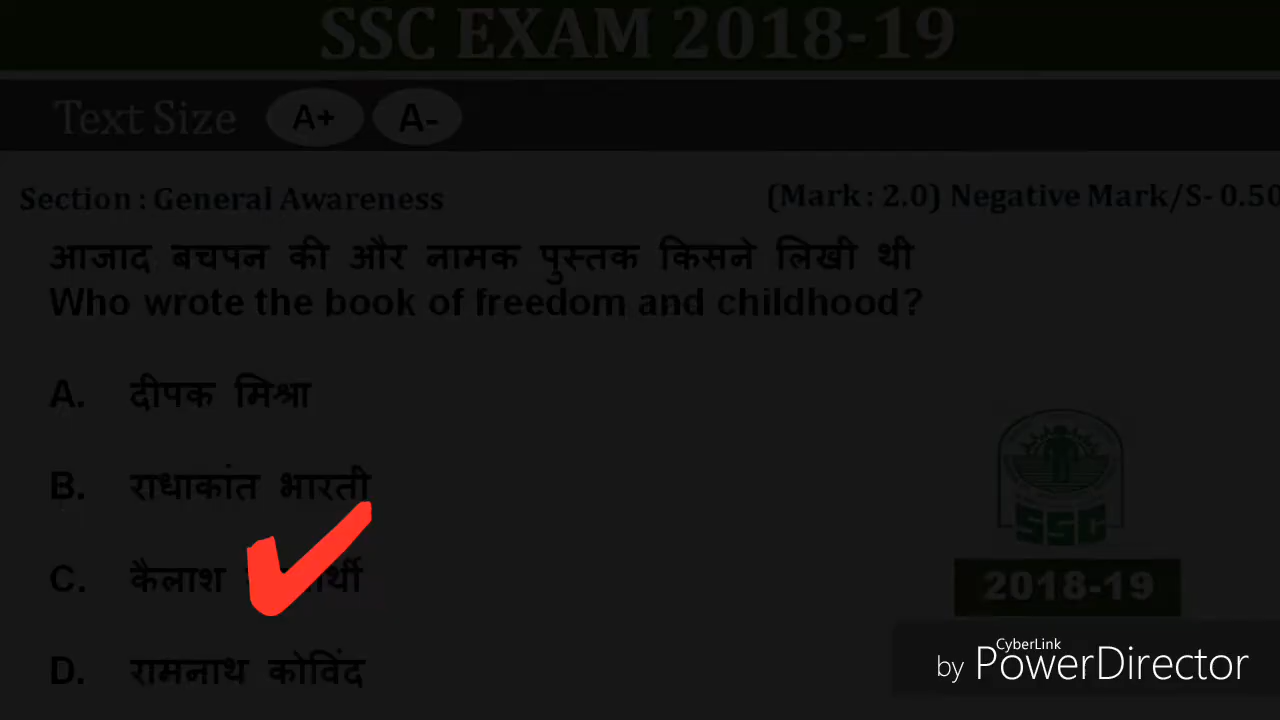 SSC EXAM 2018-19
Text Size A+ A-
Section : General Awareness (Mark : 2.0) Negative Mark/S- 0.50
आजाद बचपन की और नामक पुस्तक किसने लिखी थी
Who wrote the book of freedom and childhood?
A. दीपक मिश्रा
B. राधाकांत भारती
C. कैलाश
D. रामनाथ कोविंद
SSC
2018-19
CyberLink
by PowerDirector